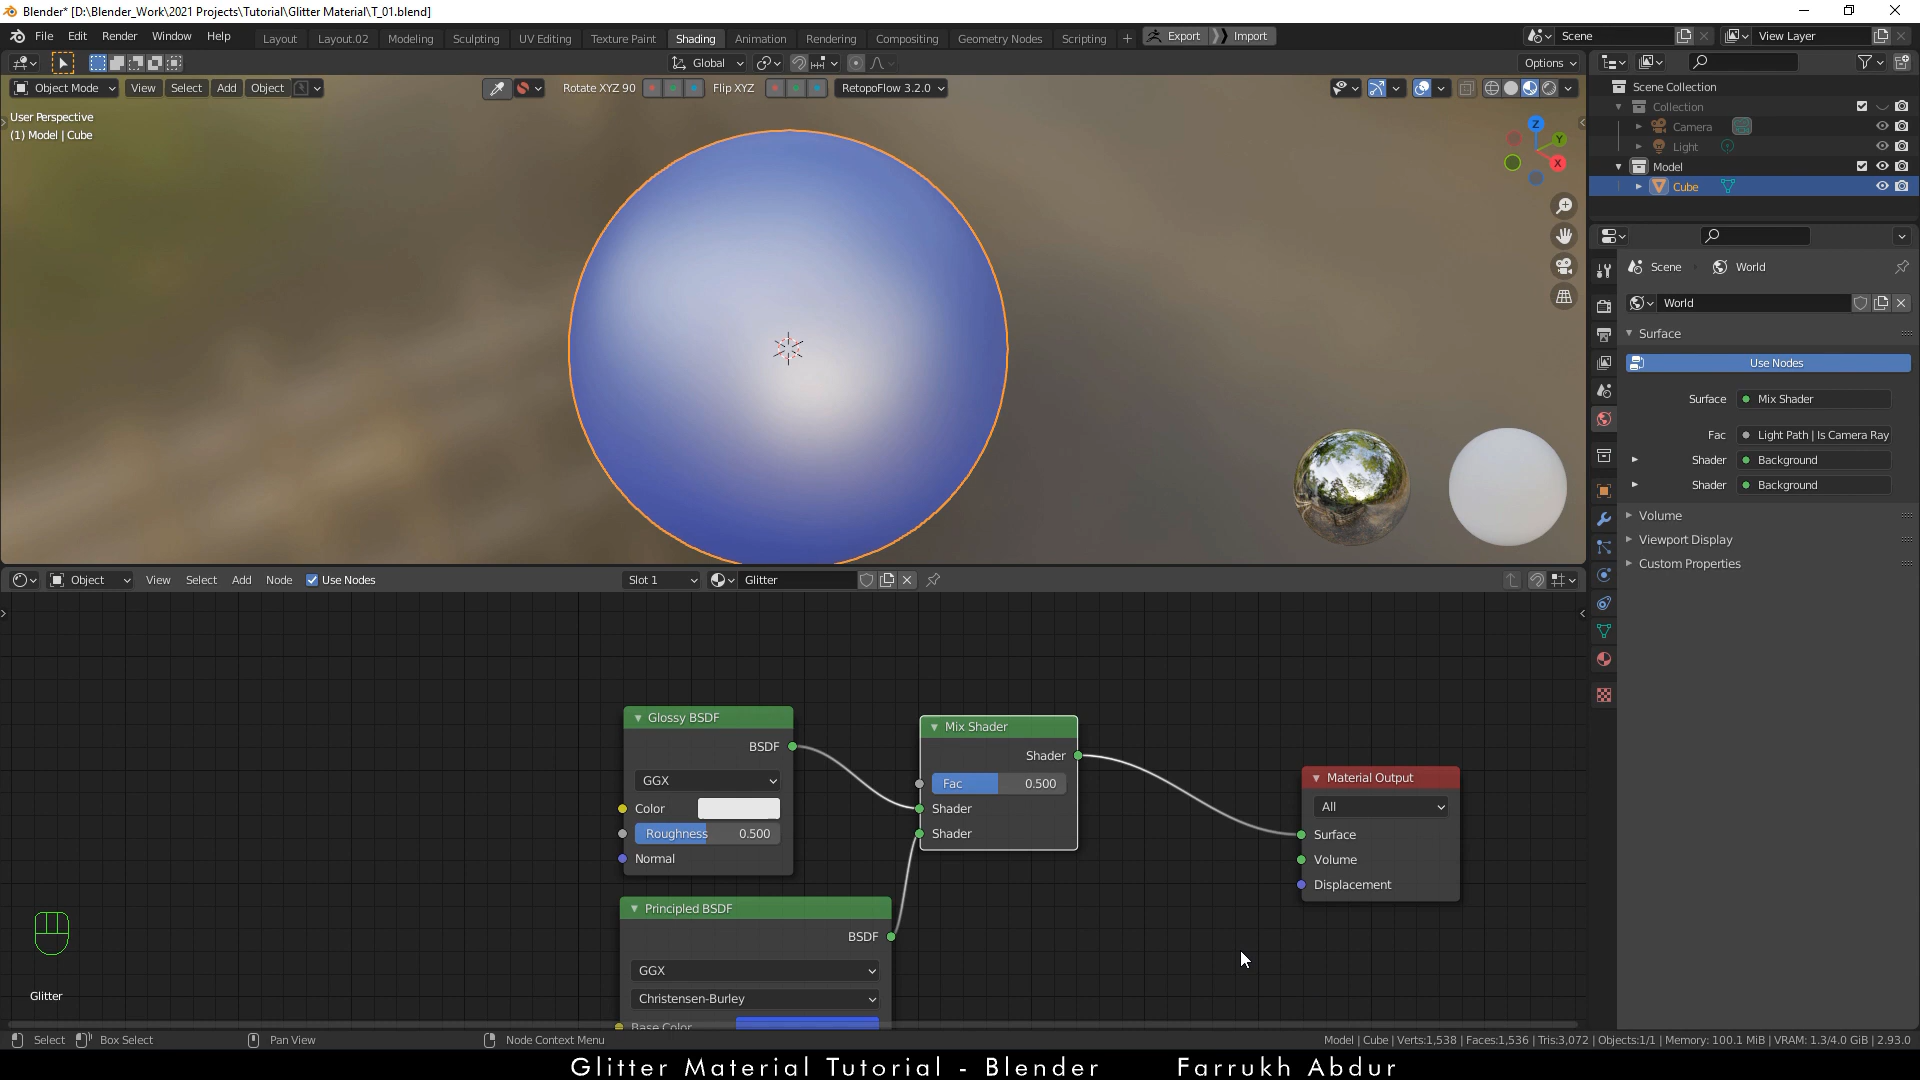 Blender* [D:\Blender_Work\2021 Projects\Tutorial\Glitter Material\T_01.blend]
File Edit Render Window Help Layout Layout.02 Modeling Sculpting UV Editing Texture Paint Shading Animation Rendering Compositing Geometry Nodes Scripting + Export Import Scene View Layer
Global Options
Object Mode View Select Add Object Rotate XYZ 90 Flip XYZ RetopoFlow 3.2.0
User Perspective
(1) Model | Cube
Z
Y
X
Scene Collection
Collection
Camera
Light
Model
Cube
Scene World
World
Surface
Use Nodes
Surface Mix Shader
Fac Light Path | Is Camera Ray
Shader Background
Shader Background
Volume
Viewport Display
Custom Properties
Object View Select Add Node Use Nodes Slot 1 Glitter
Glossy BSDF
BSDF
GGX
Color
Roughness 0.500
Normal
Mix Shader
Shader
Fac 0.500
Shader
Shader
Material Output
All
Surface
Volume
Displacement
Principled BSDF
BSDF
GGX
Christensen-Burley
Base Color
Glitter
Select Box Select Pan View Node Context Menu Model | Cube | Verts:1,538 | Faces:1,536 | Tris:3,072 | Objects:1/1 | Memory: 100.1 MiB | VRAM: 1.3/4.0 GiB | 2.93.0
Glitter Material Tutorial - Blender Farrukh Abdur